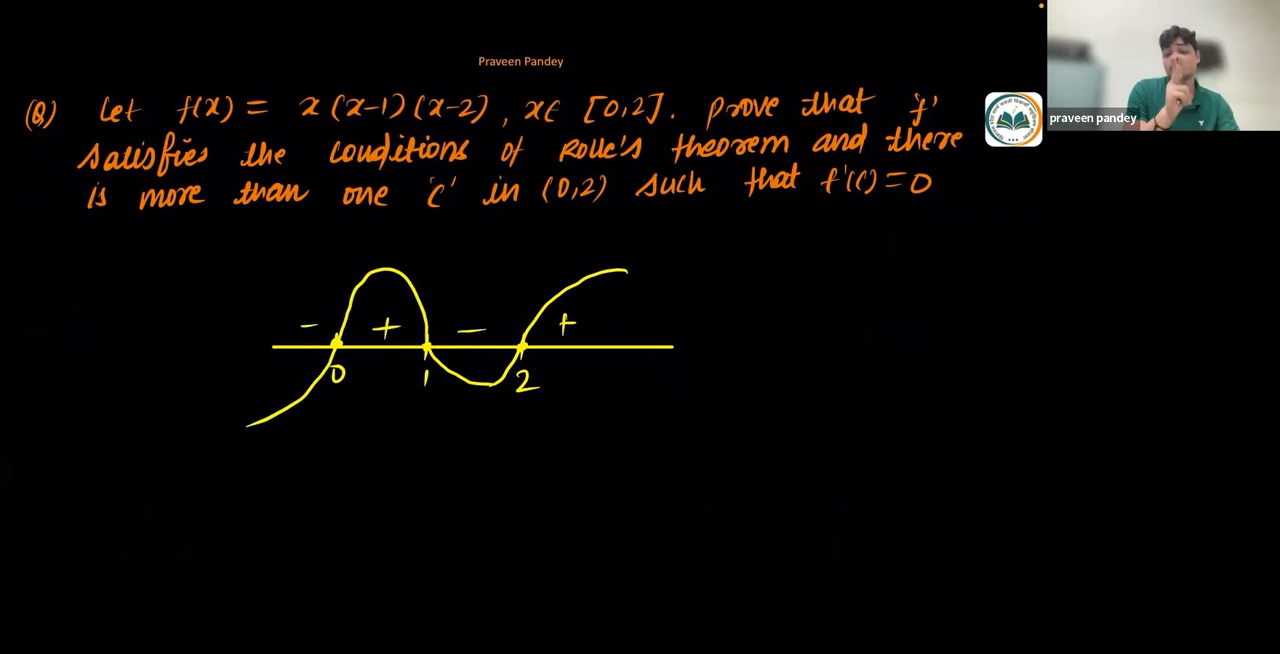 Praveen Pandey
(Q) Let f(x) = x(x-1)(x-2), x∈ [0,2]. prove that 'f'
satisfies the conditions of Rolle's theorem and there
is more than one 'c' in (0,2) such that f'(c) = 0
praveen pandey
- + - +
0 1 2